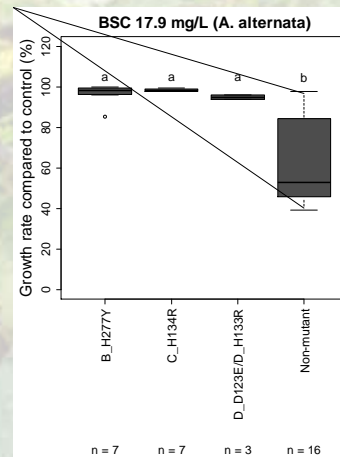 BSC 17.9 mg/L (A. alternata)
Growth rate compared to control (%)
120
100
80
60
40
20
0
a
a
a
b
B_H277Y
C_H134R
D_D123E/D_H133R
Non-mutant
n = 7
n = 7
n = 3
n = 16